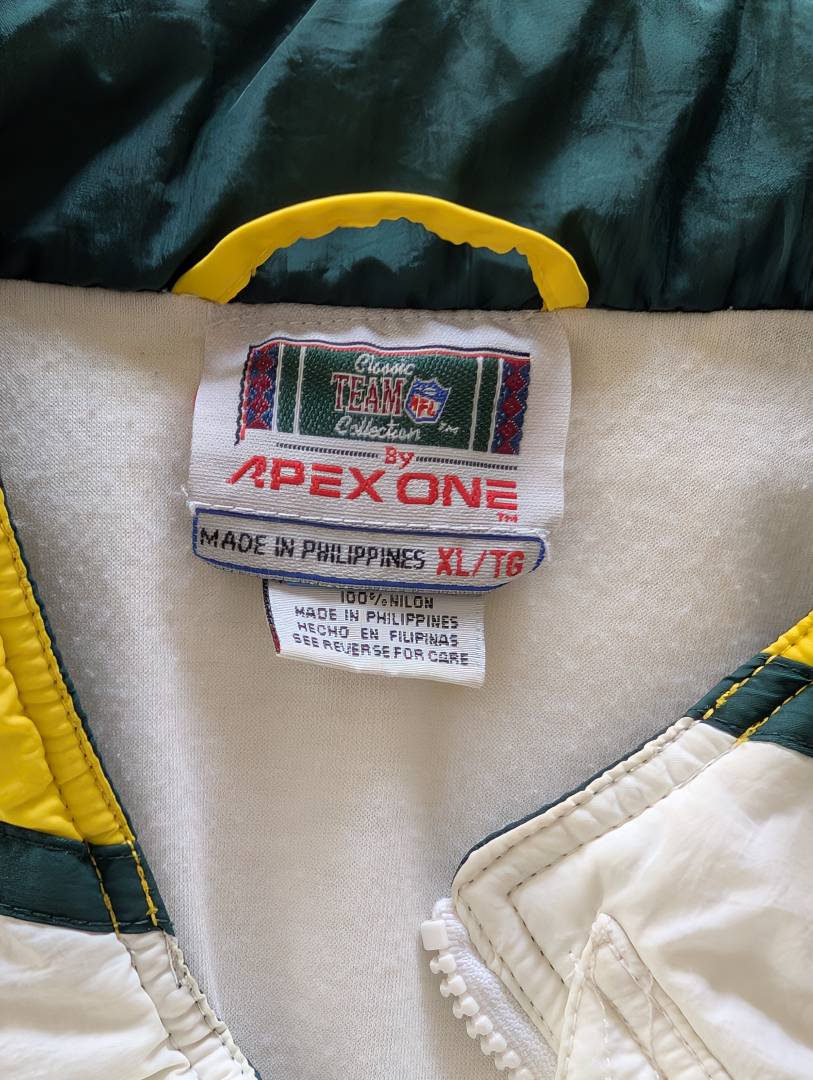 Classic
TEAM NFL
Collection TM
By
APEX ONE
TM
MADE IN PHILIPPINES XL/TG
100% NILON
MADE IN PHILIPPINES
HECHO EN FILIPINAS
SEE REVERSE FOR CARE